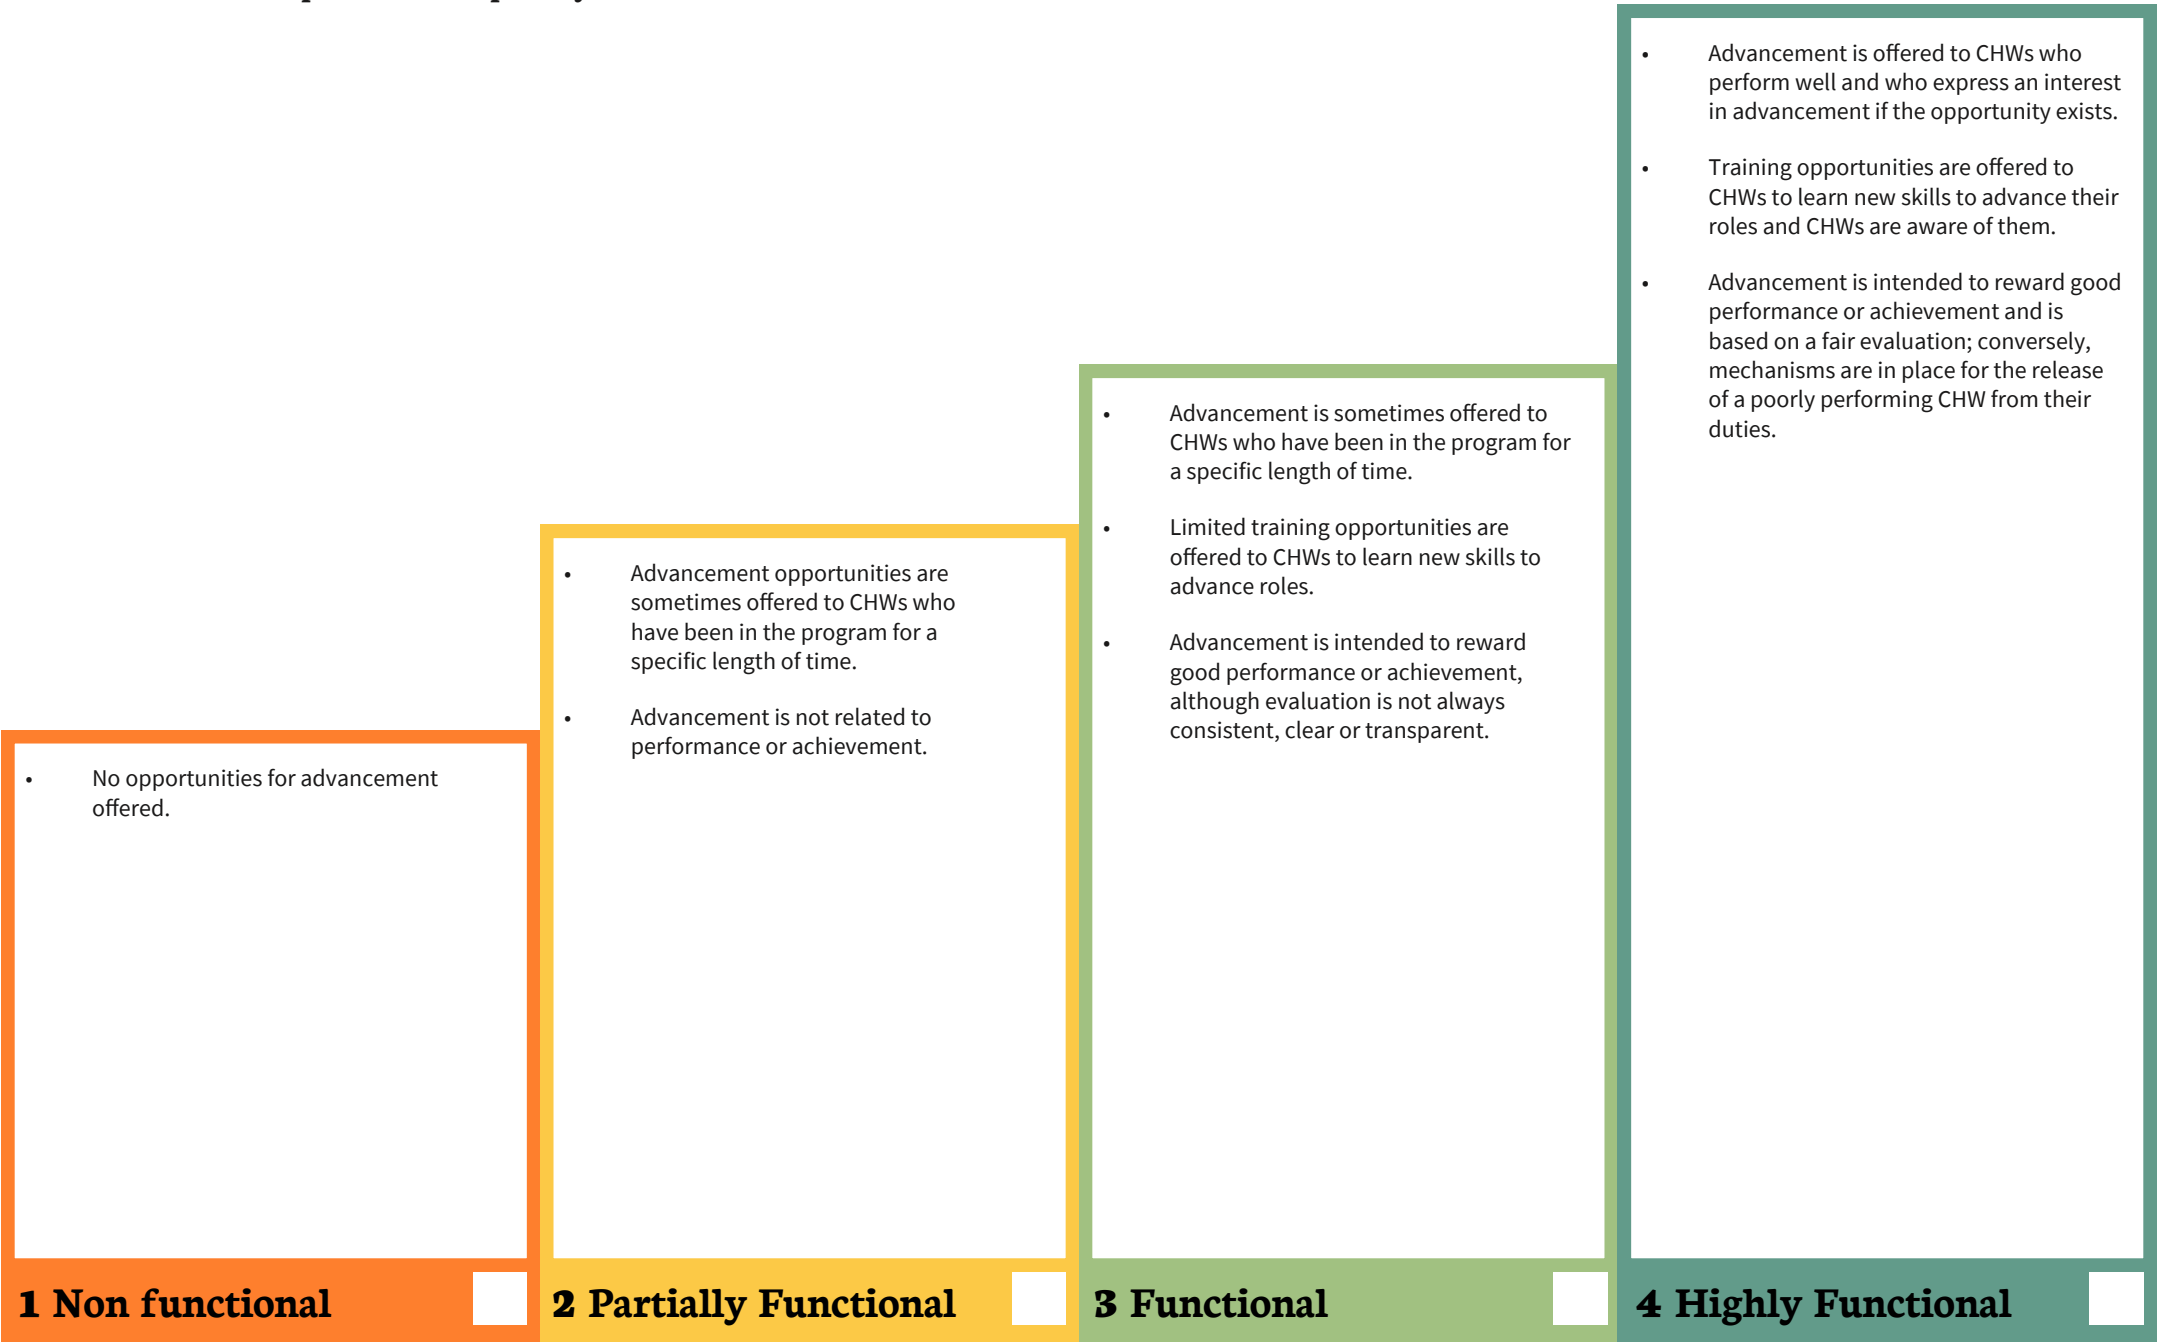 • No opportunities for advancement
offered.
1 Non functional
• Advancement opportunities are
sometimes offered to CHWs who
have been in the program for a
specific length of time.
• Advancement is not related to
performance or achievement.
2 Partially Functional
• Advancement is sometimes offered to
CHWs who have been in the program for
a specific length of time.
• Limited training opportunities are
offered to CHWs to learn new skills to
advance roles.
• Advancement is intended to reward
good performance or achievement,
although evaluation is not always
consistent, clear or transparent.
3 Functional
• Advancement is offered to CHWs who
perform well and who express an interest
in advancement if the opportunity exists.
• Training opportunities are offered to
CHWs to learn new skills to advance their
roles and CHWs are aware of them.
• Advancement is intended to reward good
performance or achievement and is
based on a fair evaluation; conversely,
mechanisms are in place for the release
of a poorly performing CHW from their
duties.
4 Highly Functional